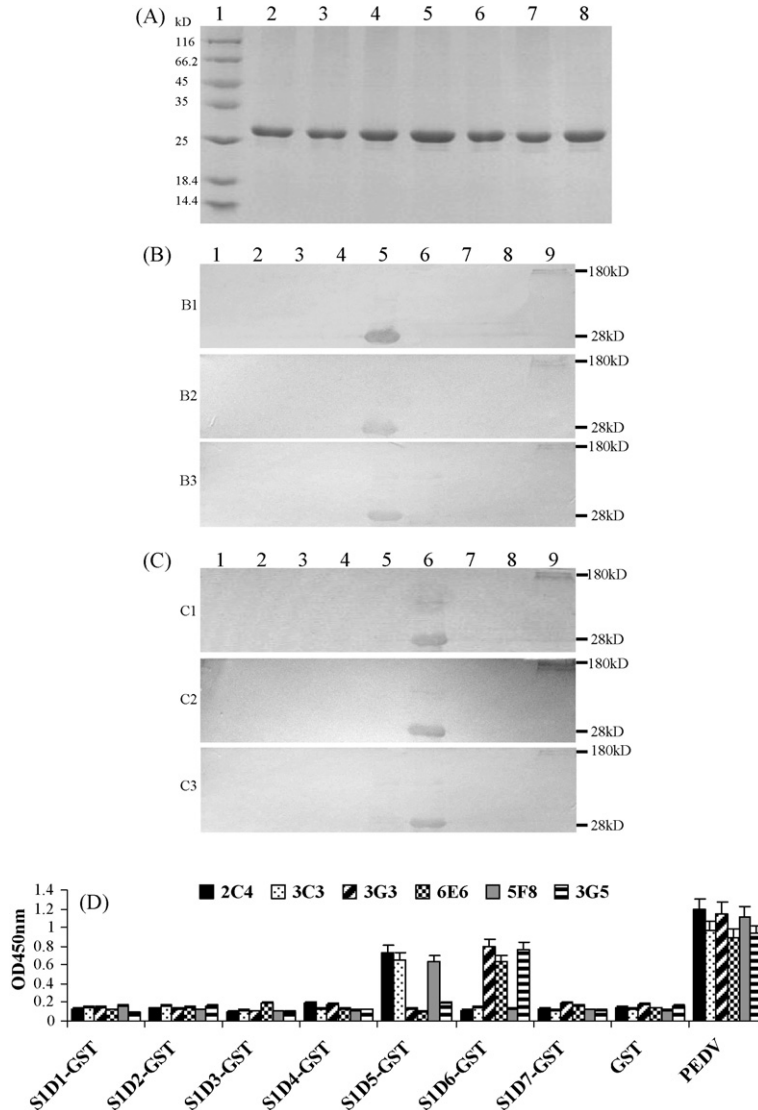 (A) kD 1 2 3 4 5 6 7 8
116
66.2
45
35
25
18.4
14.4
(B) 1 2 3 4 5 6 7 8 9
180kD
B1
28kD
180kD
B2
28kD
180kD
B3
28kD
(C) 1 2 3 4 5 6 7 8 9
180kD
C1
28kD
180kD
C2
28kD
180kD
C3
28kD
(D) 2C4 3C3 3G3 6E6 5F8 3G5
OD450nm
1.4
1.2
1
0.8
0.6
0.4
0.2
0
S1D1-GST S1D2-GST S1D3-GST S1D4-GST S1D5-GST S1D6-GST S1D7-GST GST PEDV